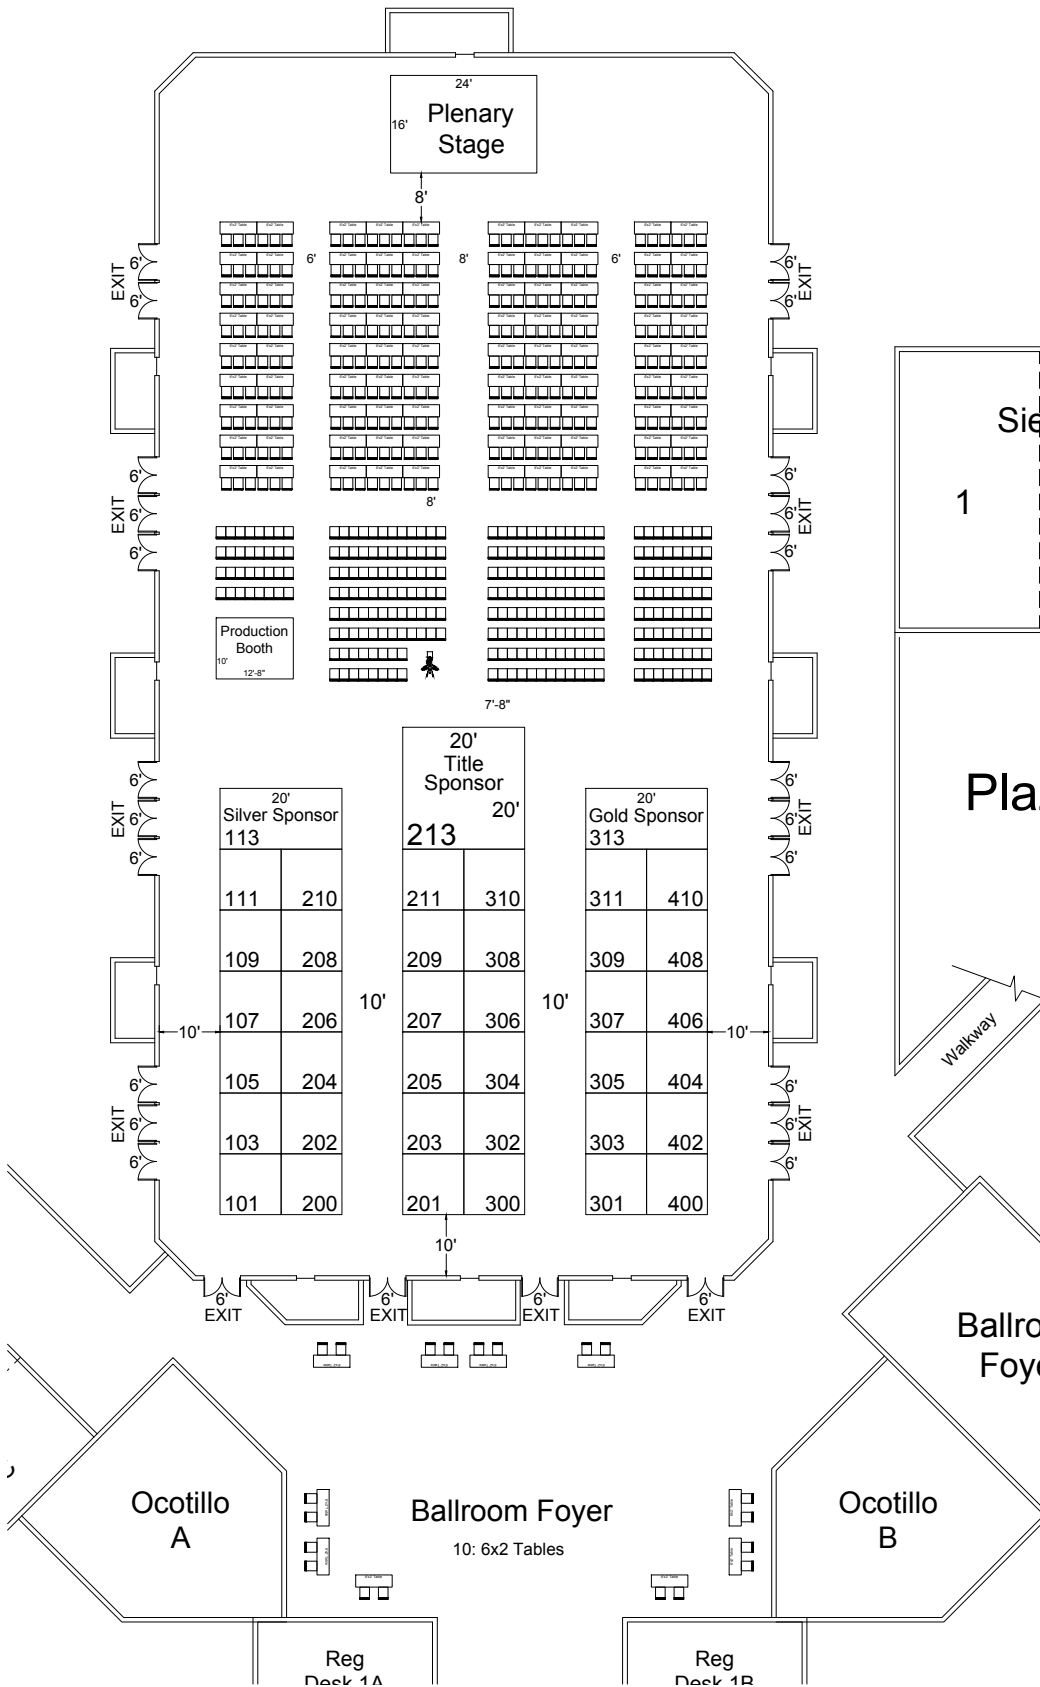 24'
16'
Plenary
Stage
8'
6'
8'
6'
EXIT
6'
6'
6'
6'
EXIT
8'
EXIT
6'
6'
6'
6'
6'
6'
EXIT
1
Production
Booth
10'
12'-8"
7'-8"
20'
Title
Sponsor
20'
213
20'
Silver Sponsor
113
20'
Gold Sponsor
313
EXIT
6'
6'
6'
6'
6'
6'
EXIT
111 210 211 310 311 410
109 208 209 308 309 408
10' 10'
10' 107 206 207 306 307 406 10'
105 204 205 304 305 404
103 202 203 302 303 402
101 200 201 300 301 400
EXIT
6'
6'
6'
6'
6'
6'
EXIT
10'
Walkway
6'
EXIT
6'
EXIT
6'
EXIT
6'
EXIT
Ocotillo
A
Ballroom Foyer
10: 6x2 Tables
Ocotillo
B
Reg
Desk 1A
Reg
Desk 1B